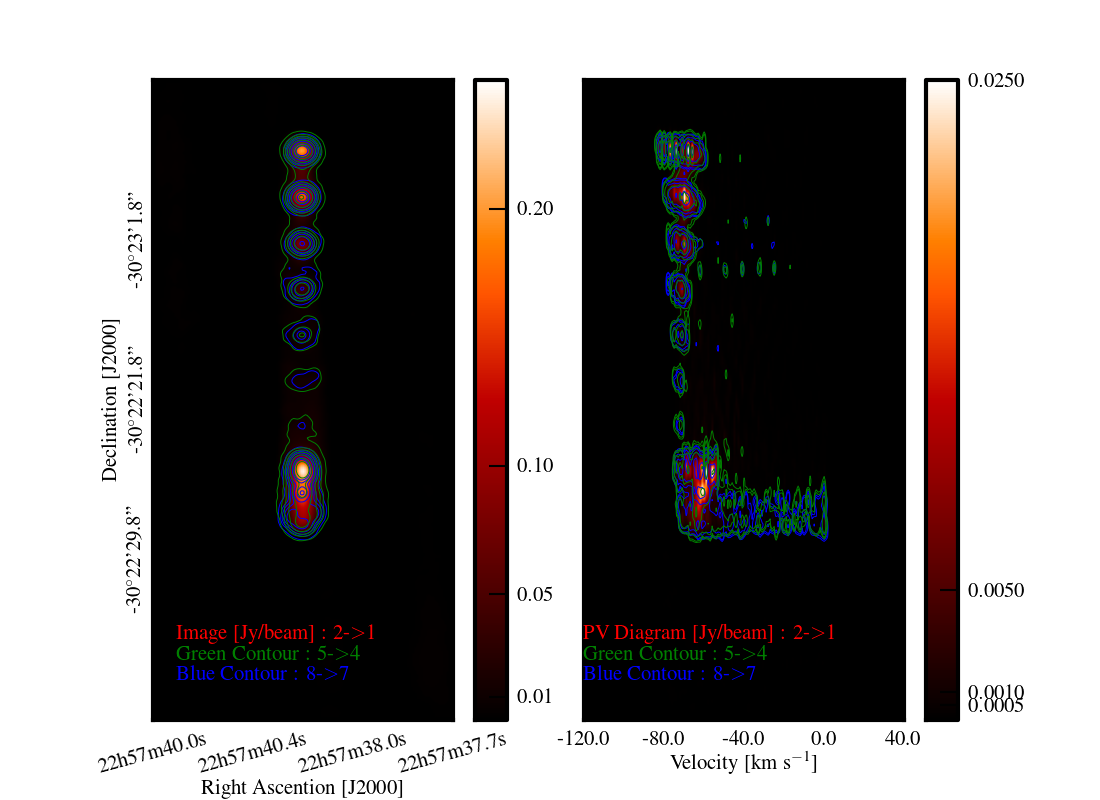 Declination [J2000]
-30°23'1.8”
-30°22'21.8”
-30°22'29.8”
Image [Jy/beam] : 2->1
Green Contour : 5->4
Blue Contour : 8->7
22h57m40.0s
22h57m40.4s
22h57m38.0s
22h57m37.7s
Right Ascention [J2000]
0.20
0.10
0.05
0.01
PV Diagram [Jy/beam] : 2->1
Green Contour : 5->4
Blue Contour : 8->7
-120.0
-80.0
-40.0
0.0
40.0
Velocity [km s⁻¹]
0.0250
0.0050
0.0010
0.0005